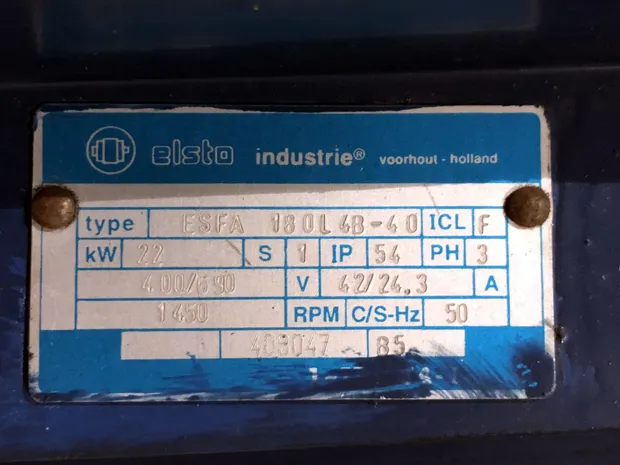 elsto industrie® voorhout - holland
type ESFA 180L4B-40 ICL F
kW 22 S 1 IP 54 PH 3
400/690 V 42/24.3 A
1450 RPM C/S-Hz 50
403047 85